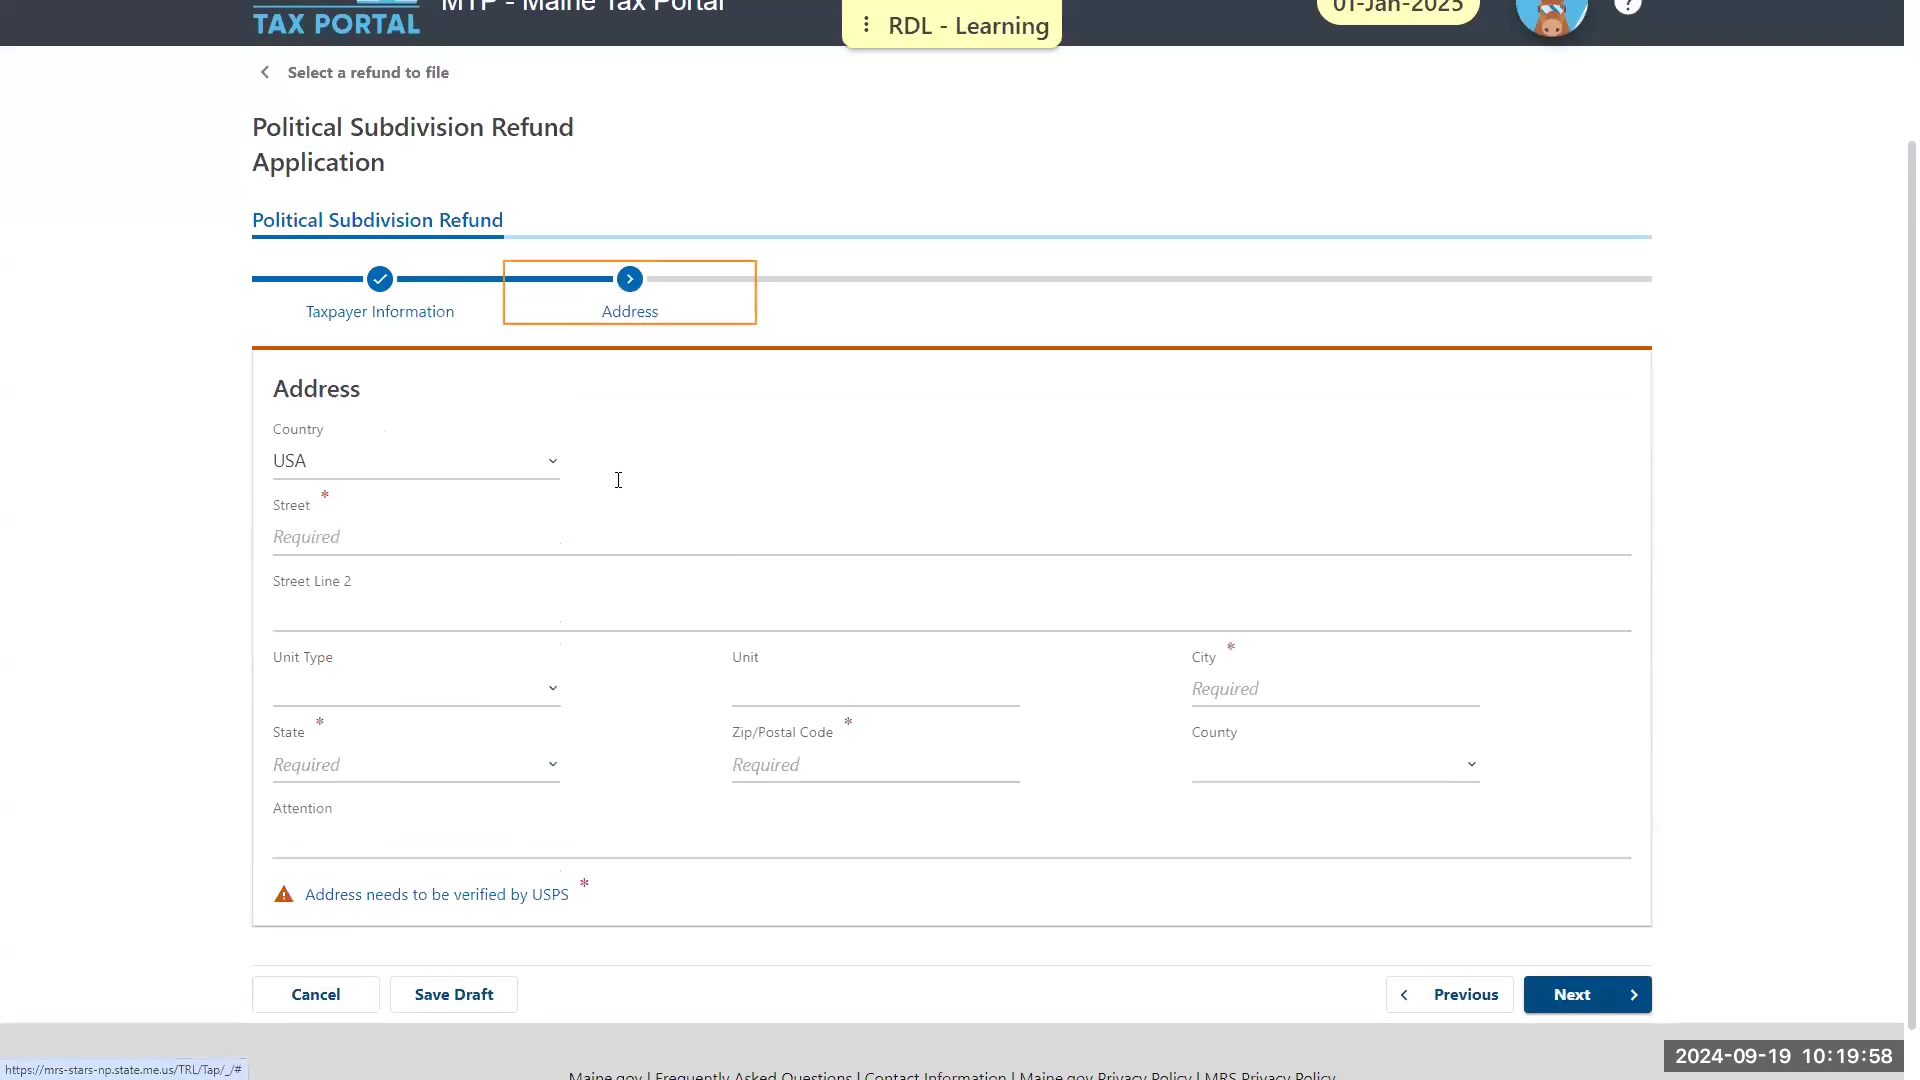 TAX PORTAL
MTP - Maine Tax Portal
RDL - Learning
01-Jan-2025
?
Select a refund to file
Political Subdivision Refund
Application
Political Subdivision Refund
Taxpayer Information
Address
Address
Country
USA
Street *
Required
Street Line 2
Unit Type
Unit
City *
Required
State *
Required
Zip/Postal Code *
Required
County
Attention
Address needs to be verified by USPS *
Cancel
Save Draft
Previous
Next
2024-09-19 10:19:58
https://mrs-stars-np.state.me.us/TRL/Tap/_/#
Maine.gov | Frequently Asked Questions | Contact Information | Maine.gov Privacy Policy | MRS Privacy Policy